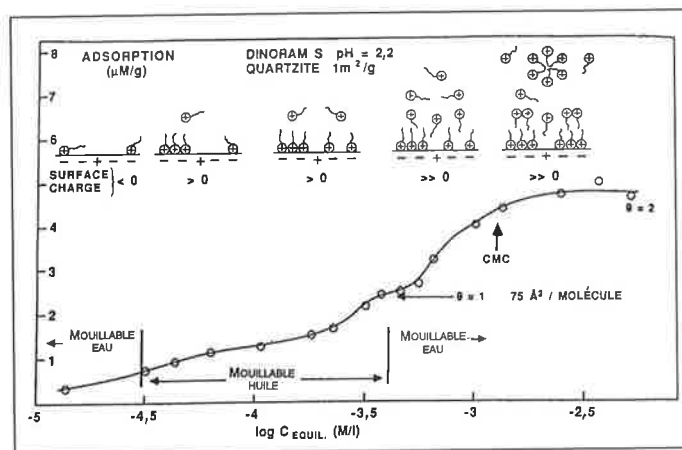 8
7
6
5
4
3
2
1
ADSORPTION
(μM/g)
DINORAM S pH = 2,2
QUARTZITE 1m²/g
− − + − −
− − + − −
− − + − −
− − + − −
− − + − −
SURFACE
CHARGE } < 0 > 0 > 0 >> 0 >> 0
θ = 2
CMC
θ = 1 75 Å² / MOLÉCULE
MOUILLABLE
EAU
MOUILLABLE
HUILE
MOUILLABLE
EAU
-5 -4,5 -4 -3,5 -3 -2,5
log C EQUIL. (M/l)